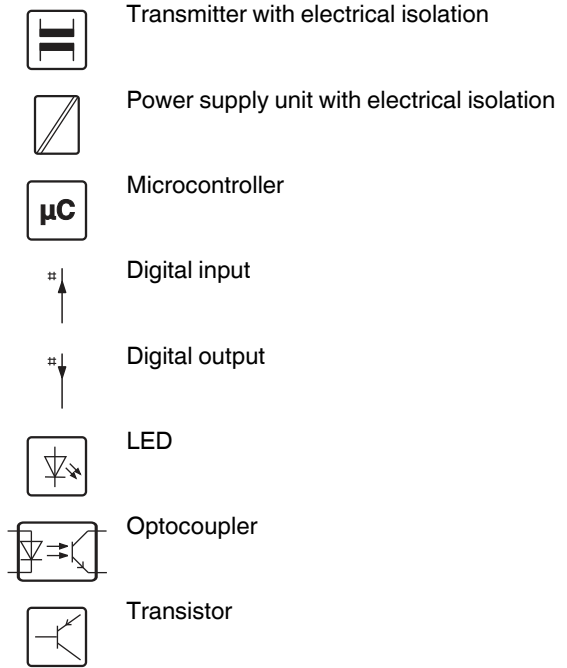 Transmitter with electrical isolation
Power supply unit with electrical isolation
µC
Microcontroller
#
Digital input
#
Digital output
LED
Optocoupler
Transistor